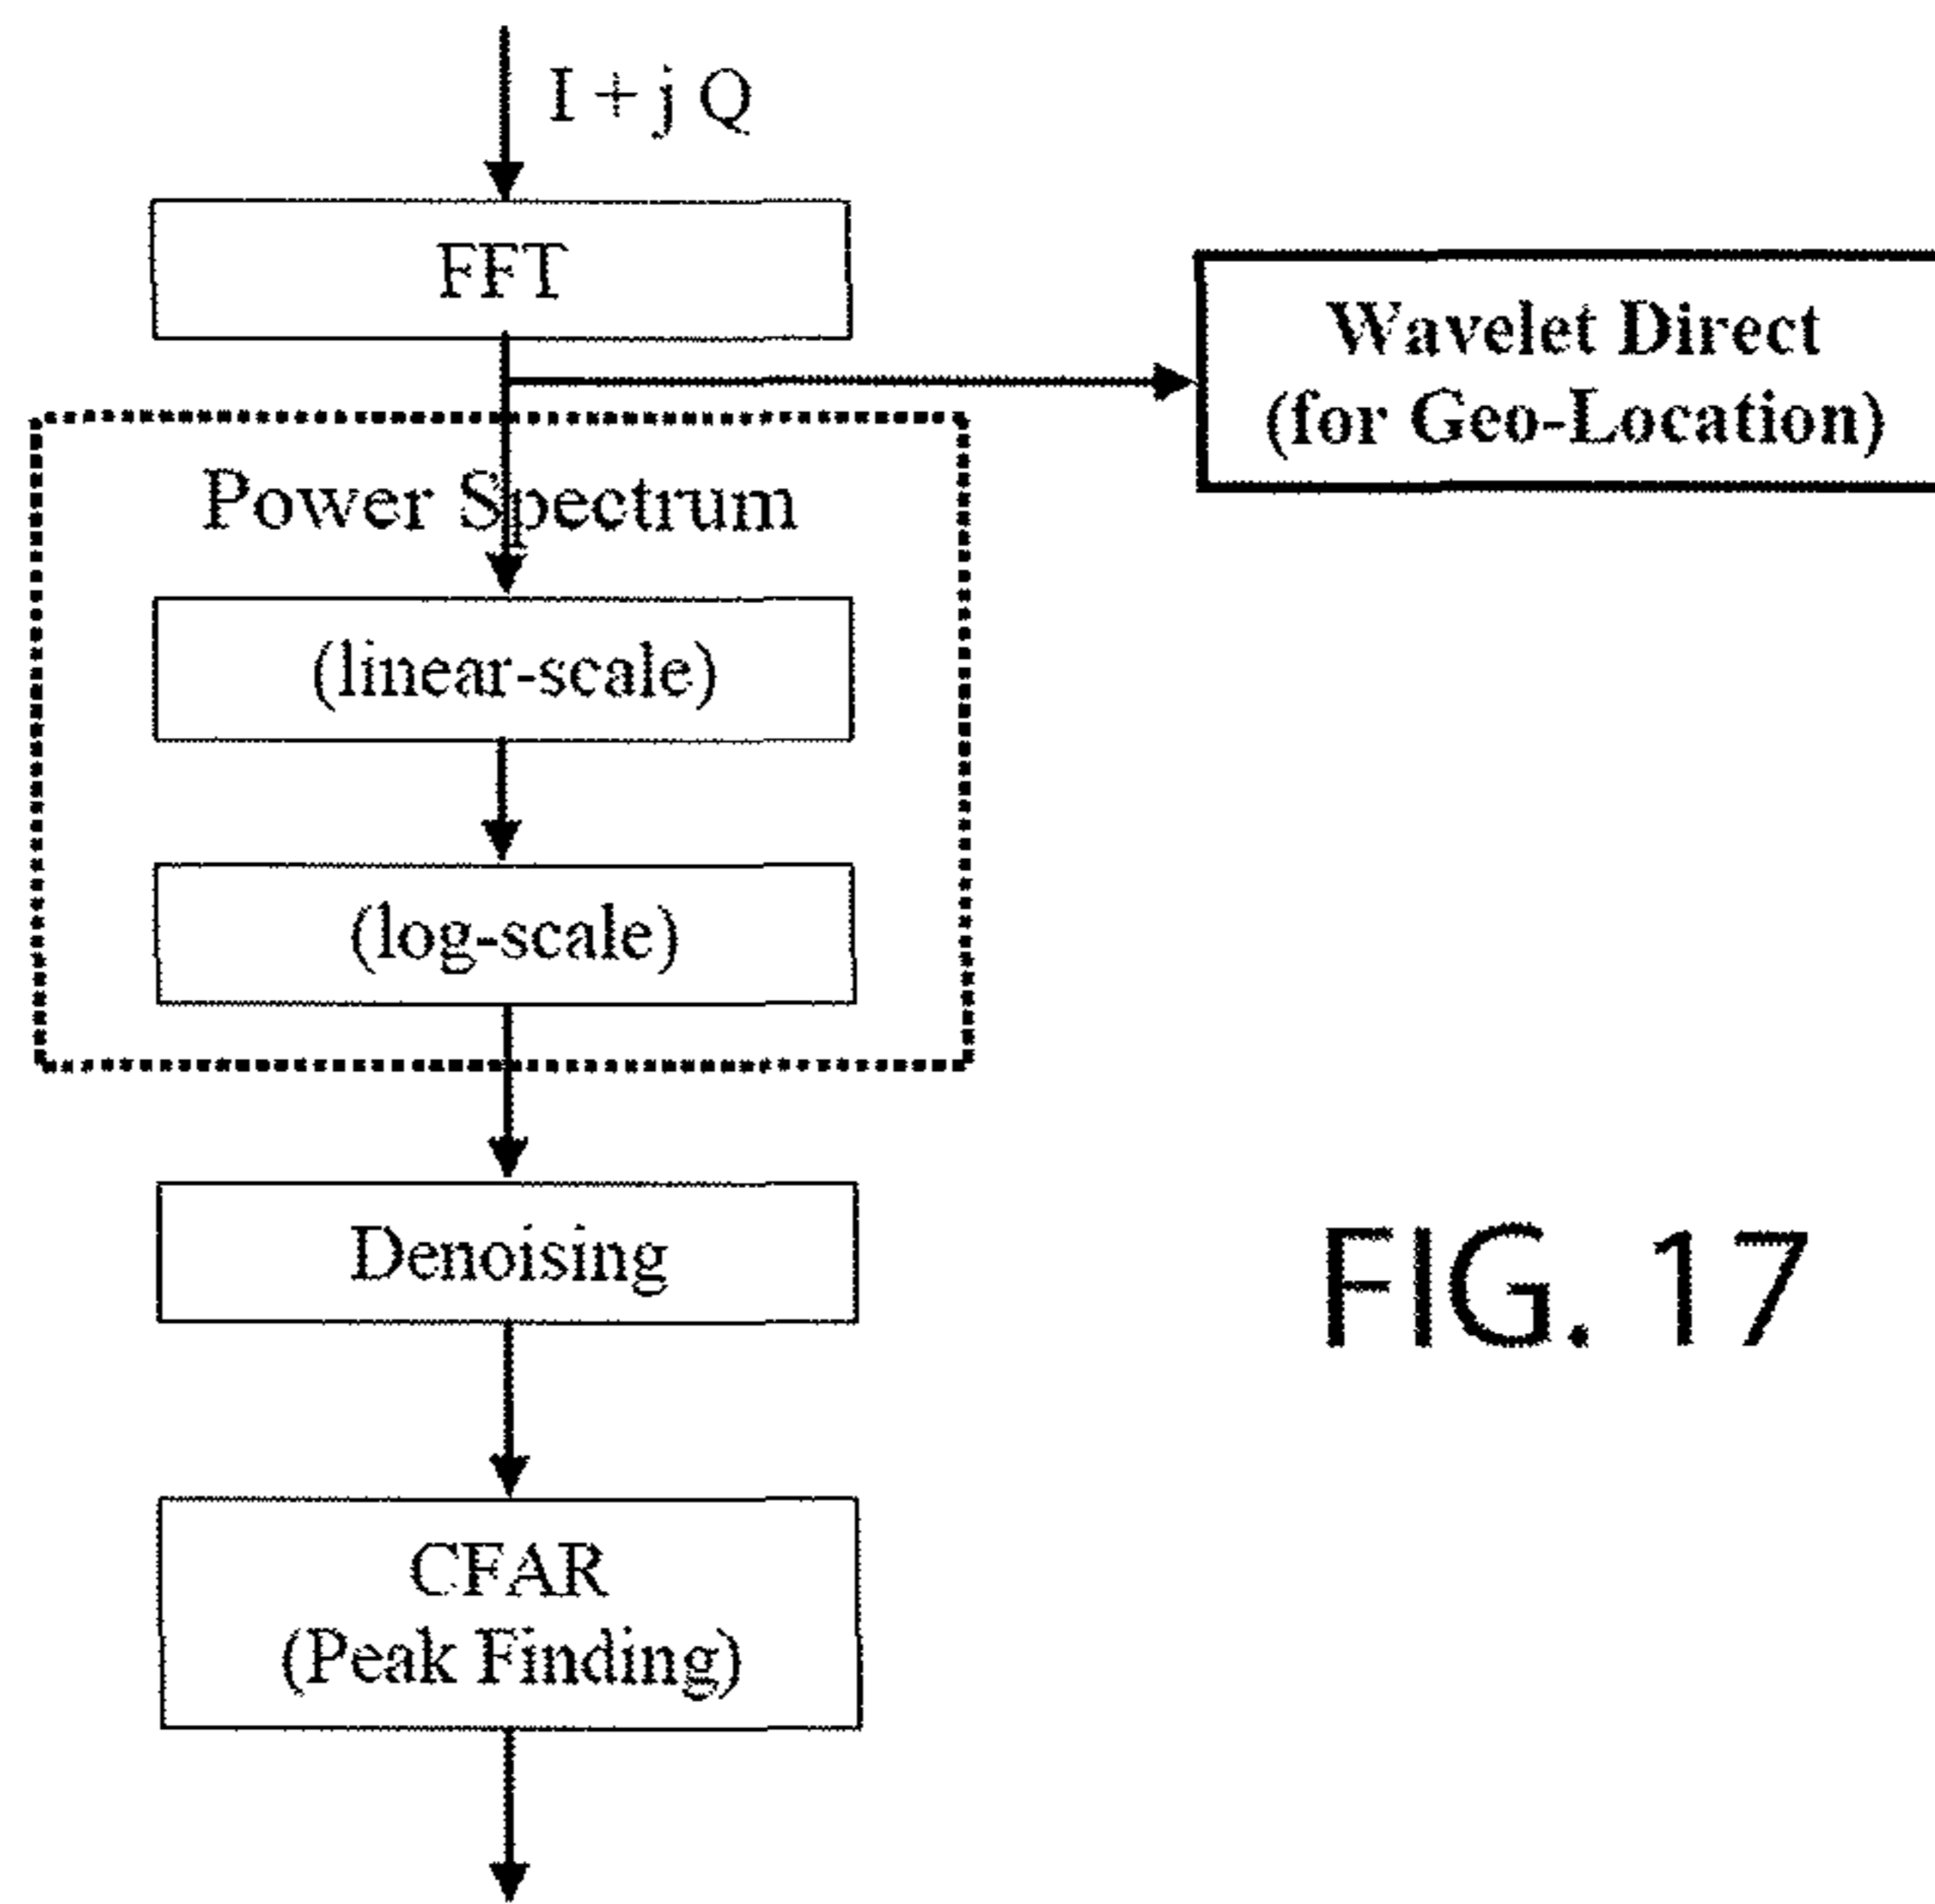 I + j Q
FFT
Wavelet Direct
(for Geo-Location)
Power Spectrum
(linear-scale)
(log-scale)
Denoising
FIG. 17
CFAR
(Peak Finding)